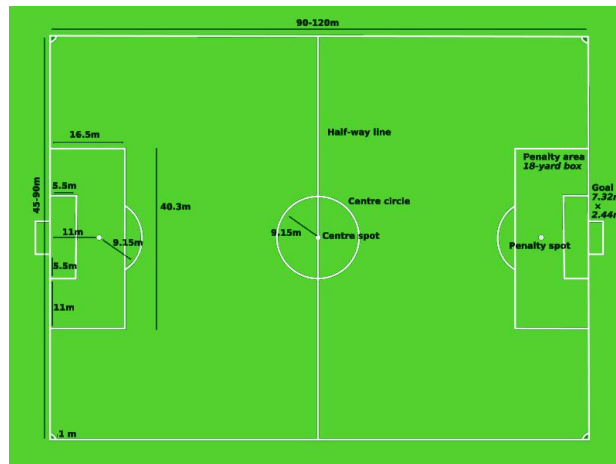 90-120m
Half-way line
16.5m
Penalty area
18-yard box
5.5m
45-90m
40.3m
Goal
7.32m
×
2.44m
Centre circle
11m
9.15m
9.15m
Centre spot
Penalty spot
5.5m
11m
1 m